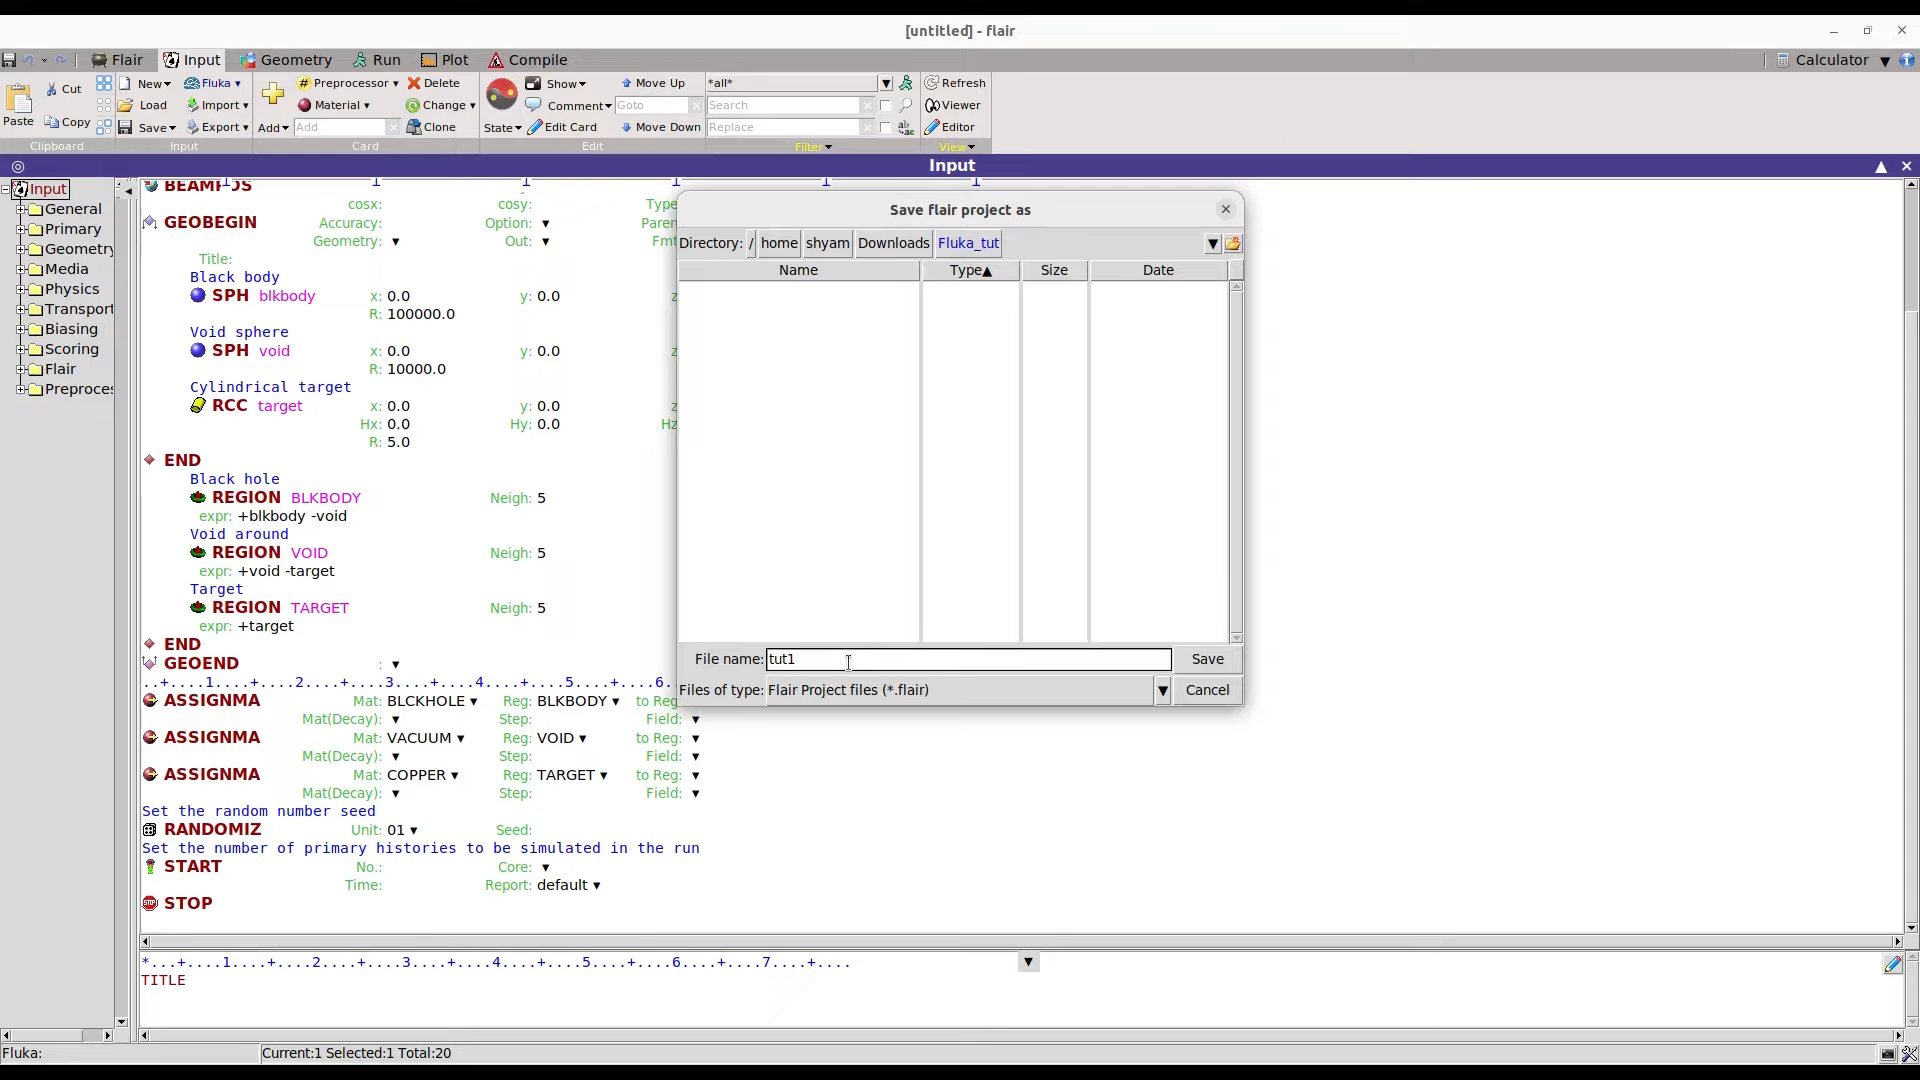 [untitled] - flair
Flair Input Geometry Run Plot Compile Calculator
Paste Cut Copy Clipboard
New Fluka
Load Import
Save Export
Input
Preprocessor Delete
Material Change
Add Add Clone
Card
Show Move Up
Comment Goto
State Edit Card Move Down
Edit
*all*
Search
Replace
Filter
Refresh
Viewer
Editor
View
Input
Input
General
Primary
Geometry
Media
Physics
Transport
Biasing
Scoring
Flair
Preproces
BEAMPOS
cosx: cosy: Type
GEOBEGIN Accuracy: Option: Paren
Geometry: Out: Fmt
Title:
Black body
SPH blkbody x: 0.0 y: 0.0 z
R: 100000.0
Void sphere
SPH void x: 0.0 y: 0.0 z
R: 10000.0
Cylindrical target
RCC target x: 0.0 y: 0.0 z
Hx: 0.0 Hy: 0.0 Hz
R: 5.0
END
Black hole
REGION BLKBODY Neigh: 5
expr: +blkbody -void
Void around
REGION VOID Neigh: 5
expr: +void -target
Target
REGION TARGET Neigh: 5
expr: +target
END
GEOEND :
..+....1....+....2....+....3....+....4....+....5....+....6.
ASSIGNMA Mat: BLCKHOLE Reg: BLKBODY to Reg:
Mat(Decay): Step: Field:
ASSIGNMA Mat: VACUUM Reg: VOID to Reg:
Mat(Decay): Step: Field:
ASSIGNMA Mat: COPPER Reg: TARGET to Reg:
Mat(Decay): Step: Field:
Set the random number seed
RANDOMIZ Unit: 01 Seed:
Set the number of primary histories to be simulated in the run
START No.: Core:
Time: Report: default
STOP
*...+....1....+....2....+....3....+....4....+....5....+....6....+....7....+....
TITLE
Fluka: Current:1 Selected:1 Total:20
Save flair project as
Directory: / home shyam Downloads Fluka_tut
Name Type Size Date
File name: tut1 Save
Files of type: Flair Project files (*.flair) Cancel